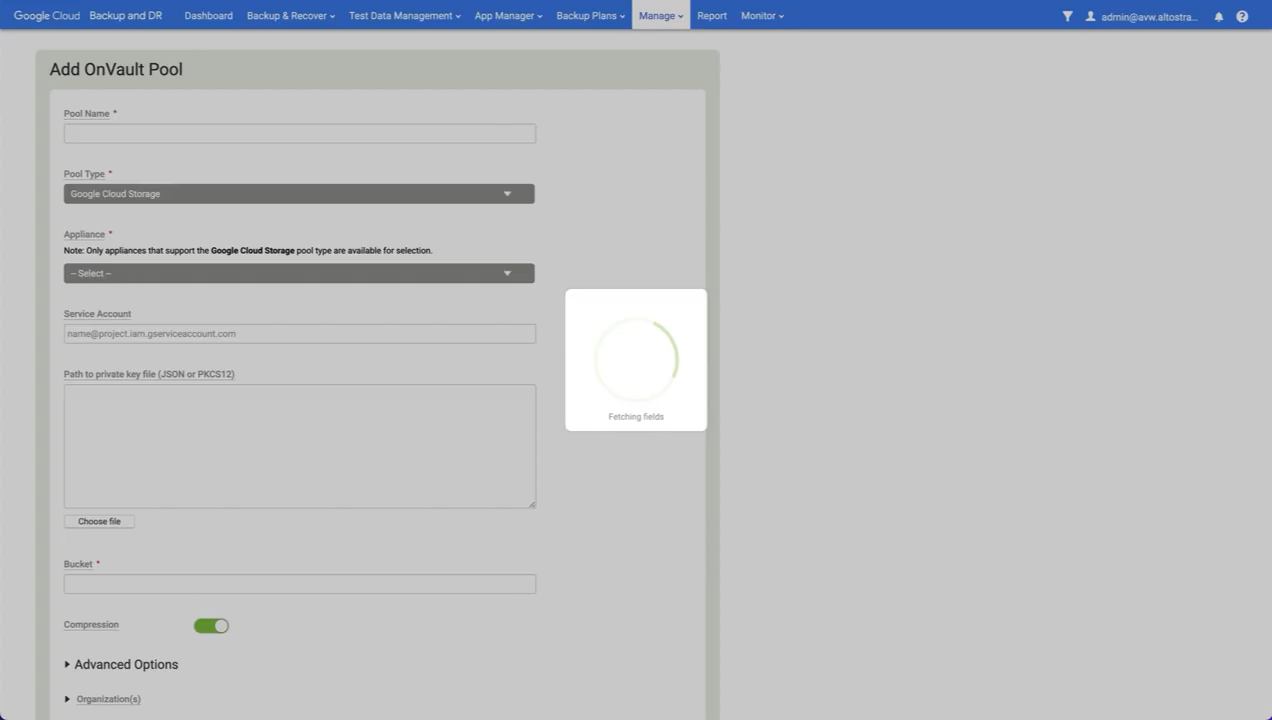 Google Cloud Backup and DR Dashboard Backup & Recover Test Data Management App Manager Backup Plans Manage Report Monitor admin@avw.altostra...
Add OnVault Pool
Pool Name *
Pool Type *
Google Cloud Storage
Appliance *
Note: Only appliances that support the Google Cloud Storage pool type are available for selection.
-- Select --
Service Account
name@project.iam.gserviceaccount.com
Path to private key file (JSON or PKCS12)
Fetching fields
Choose file
Bucket *
Compression
Advanced Options
Organization(s)